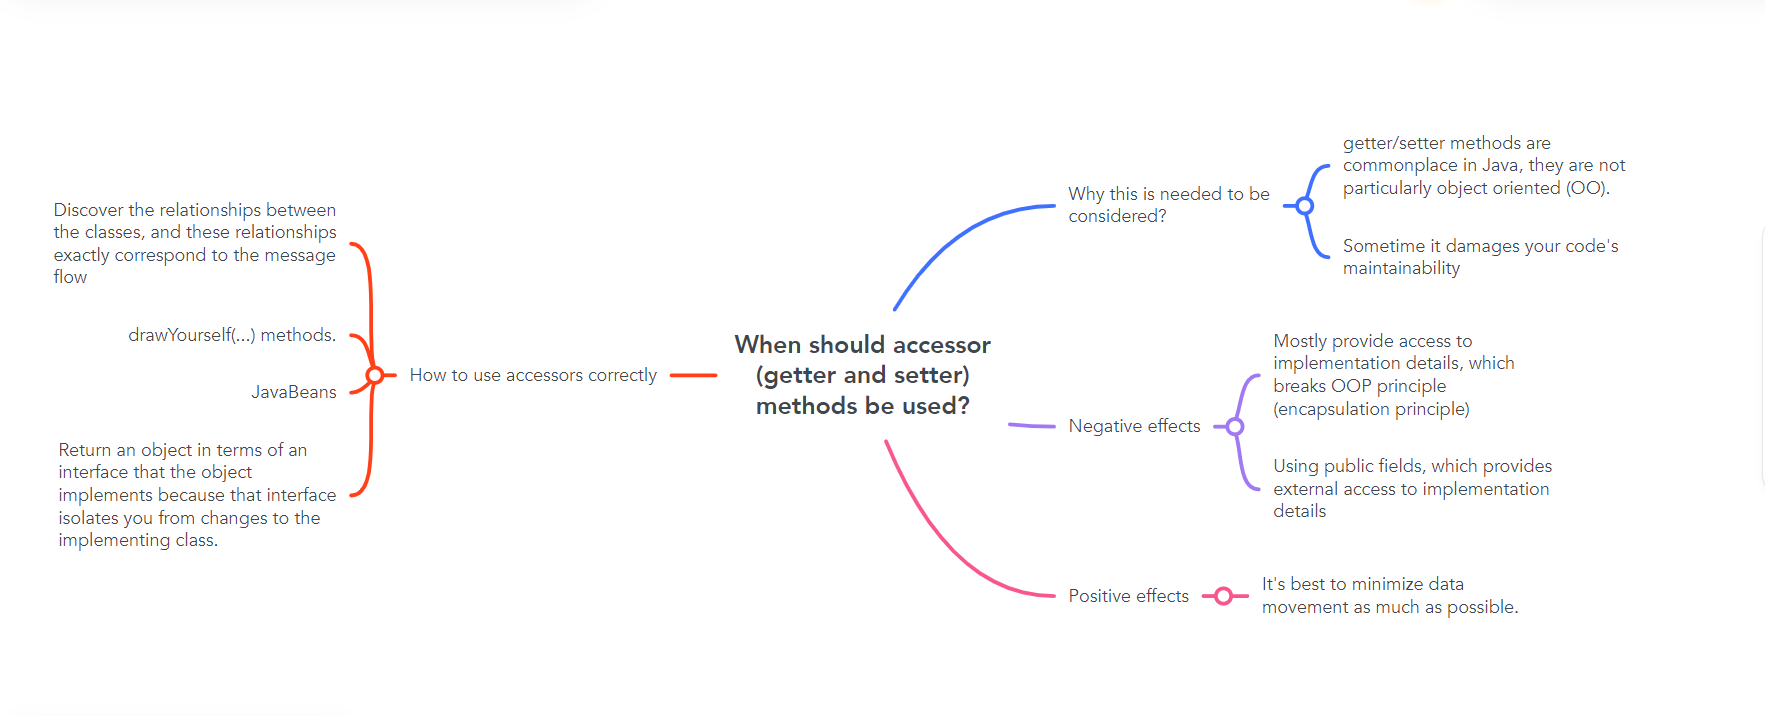 When should accessor
(getter and setter)
methods be used?
Why this is needed to be
considered?
getter/setter methods are
commonplace in Java, they are not
particularly object oriented (OO).
Sometime it damages your code's
maintainability
Negative effects
Mostly provide access to
implementation details, which
breaks OOP principle
(encapsulation principle)
Using public fields, which provides
external access to implementation
details
Positive effects
It's best to minimize data
movement as much as possible.
How to use accessors correctly
Discover the relationships between
the classes, and these relationships
exactly correspond to the message
flow
drawYourself(...) methods.
JavaBeans
Return an object in terms of an
interface that the object
implements because that interface
isolates you from changes to the
implementing class.